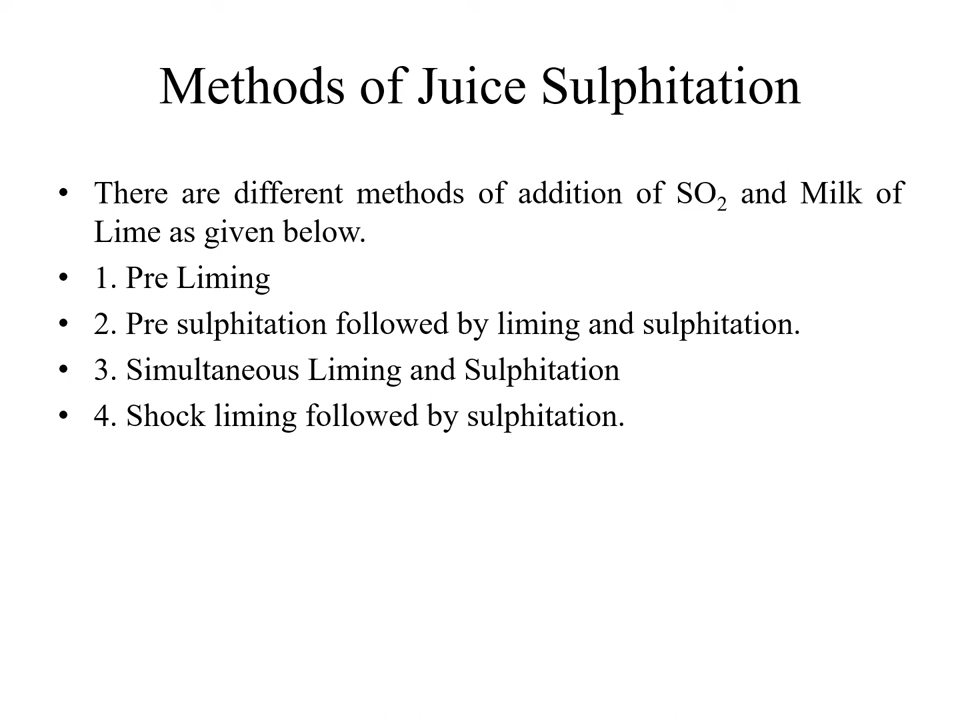 Methods of Juice Sulphitation
• There are different methods of addition of SO₂ and Milk of
Lime as given below.
• 1. Pre Liming
• 2. Pre sulphitation followed by liming and sulphitation.
• 3. Simultaneous Liming and Sulphitation
• 4. Shock liming followed by sulphitation.